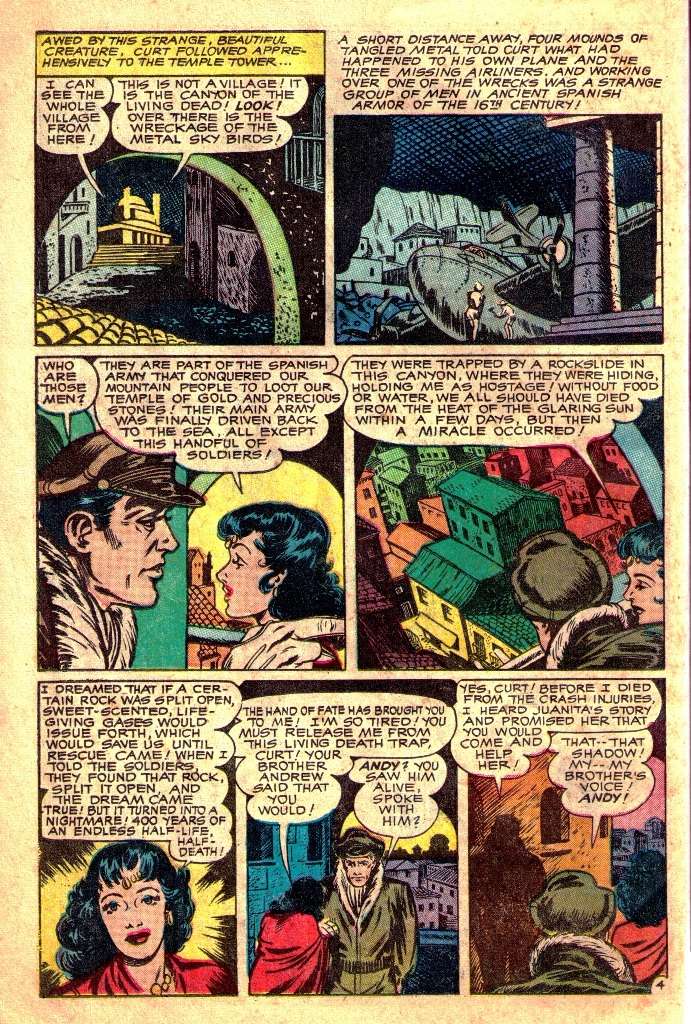 AWED BY THIS STRANGE, BEAUTIFUL
CREATURE, CURT FOLLOWED APPRE-
HENSIVELY TO THE TEMPLE TOWER...
I CAN
SEE THE
WHOLE
VILLAGE
FROM
HERE!
THIS IS NOT A VILLAGE! IT
IS THE CANYON OF THE
LIVING DEAD! LOOK!
OVER THERE IS THE
WRECKAGE OF THE
METAL SKY BIRDS!
A SHORT DISTANCE AWAY, FOUR MOUNDS OF
TANGLED METAL TOLD CURT WHAT HAD
HAPPENED TO HIS OWN PLANE AND THE
THREE MISSING AIRLINERS. AND WORKING
OVER ONE OF THE WRECKS WAS A STRANGE
GROUP OF MEN IN ANCIENT SPANISH
ARMOR OF THE 16TH CENTURY!
WHO
ARE
THOSE
MEN?
THEY ARE PART OF THE SPANISH
ARMY THAT CONQUERED OUR
MOUNTAIN PEOPLE TO LOOT OUR
TEMPLE OF GOLD AND PRECIOUS
STONES! THEIR MAIN ARMY
WAS FINALLY DRIVEN BACK
TO THE SEA, ALL EXCEPT
THIS HANDFUL OF
SOLDIERS!
THEY WERE TRAPPED BY A ROCKSLIDE IN
THIS CANYON, WHERE THEY WERE HIDING,
HOLDING ME AS HOSTAGE! WITHOUT FOOD
OR WATER, WE ALL SHOULD HAVE DIED
FROM THE HEAT OF THE GLARING SUN
WITHIN A FEW DAYS, BUT THEN
A MIRACLE OCCURRED!
I DREAMED THAT IF A CER-
TAIN ROCK WAS SPLIT OPEN,
SWEET-SCENTED, LIFE-
GIVING GASES WOULD
ISSUE FORTH, WHICH
WOULD SAVE US UNTIL
RESCUE CAME! WHEN I
TOLD THE SOLDIERS,
THEY FOUND THAT ROCK,
SPLIT IT OPEN, AND
THE DREAM CAME
TRUE! BUT IT TURNED INTO A
NIGHTMARE! 400 YEARS OF
AN ENDLESS HALF-LIFE,
HALF-
DEATH!
THE HAND OF FATE HAS BROUGHT YOU
TO ME! I'M SO TIRED! YOU
MUST RELEASE ME FROM
THIS LIVING DEATH TRAP,
CURT! YOUR
BROTHER
ANDREW
SAID THAT
YOU
WOULD!
ANDY? YOU
SAW HIM
ALIVE,
SPOKE
WITH
HIM?
YES, CURT! BEFORE I DIED
FROM THE CRASH INJURIES,
I HEARD JUANITA'S STORY
AND PROMISED HER THAT
YOU WOULD
COME AND
HELP
HER!
THAT-- THAT
SHADOW!
MY-- MY
BROTHER'S
VOICE!
ANDY!
4